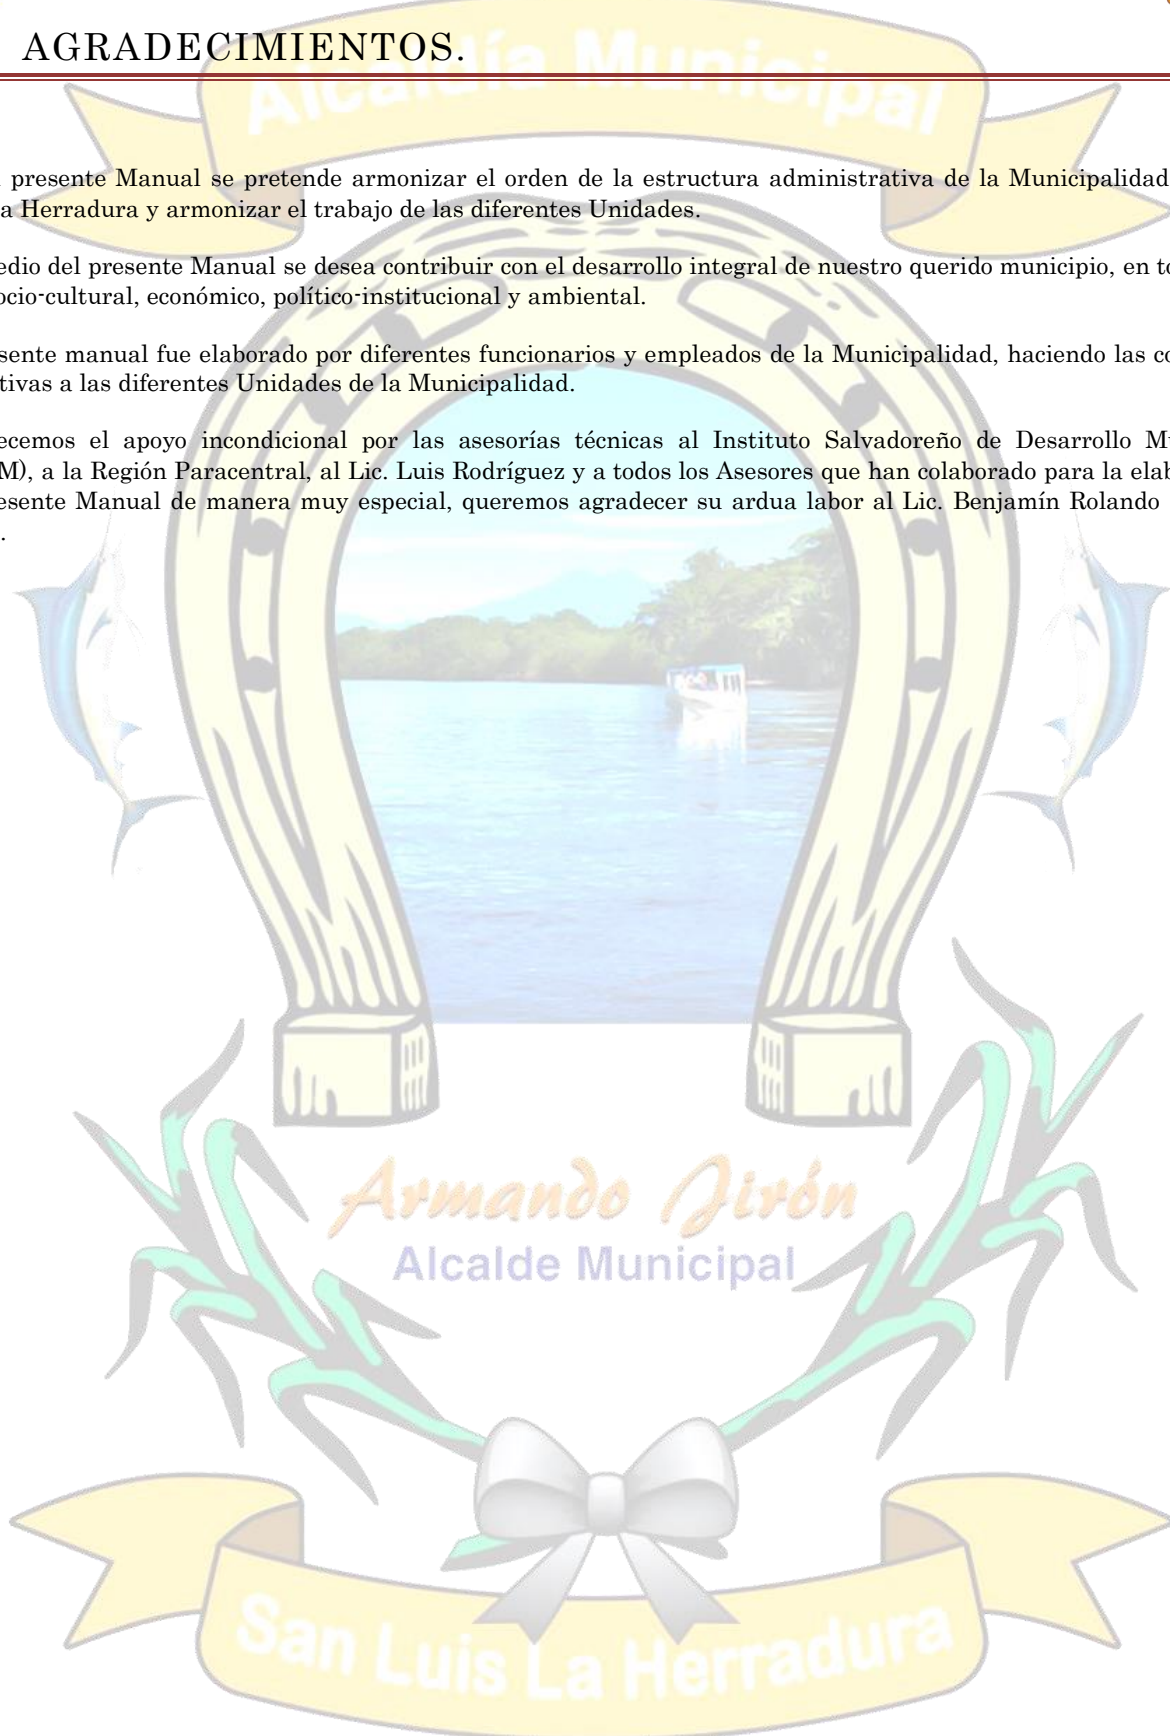 AGRADECIMIENTOS.
Alcaldía Municipal
presente Manual se pretende armonizar el orden de la estructura administrativa de la Municipalidad
a Herradura y armonizar el trabajo de las diferentes Unidades.
edio del presente Manual se desea contribuir con el desarrollo integral de nuestro querido municipio, en to
ocio-cultural, económico, político-institucional y ambiental.
sente manual fue elaborado por diferentes funcionarios y empleados de la Municipalidad, haciendo las co
tivas a las diferentes Unidades de la Municipalidad.
ecemos el apoyo incondicional por las asesorías técnicas al Instituto Salvadoreño de Desarrollo Mu
M), a la Región Paracentral, al Lic. Luis Rodríguez y a todos los Asesores que han colaborado para la elab
esente Manual de manera muy especial, queremos agradecer su ardua labor al Lic. Benjamín Rolando
.
Armando Jirón
Alcalde Municipal
San Luis La Herradura